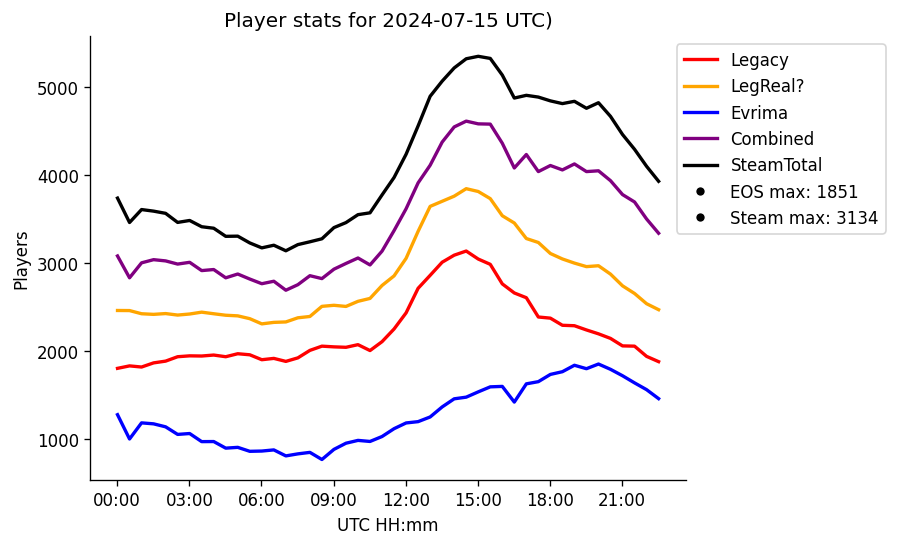 Player stats for 2024-07-15 UTC)
Players
5000
4000
3000
2000
1000
00:00 03:00 06:00 09:00 12:00 15:00 18:00 21:00
UTC HH:mm
Legacy
LegReal?
Evrima
Combined
SteamTotal
EOS max: 1851
Steam max: 3134